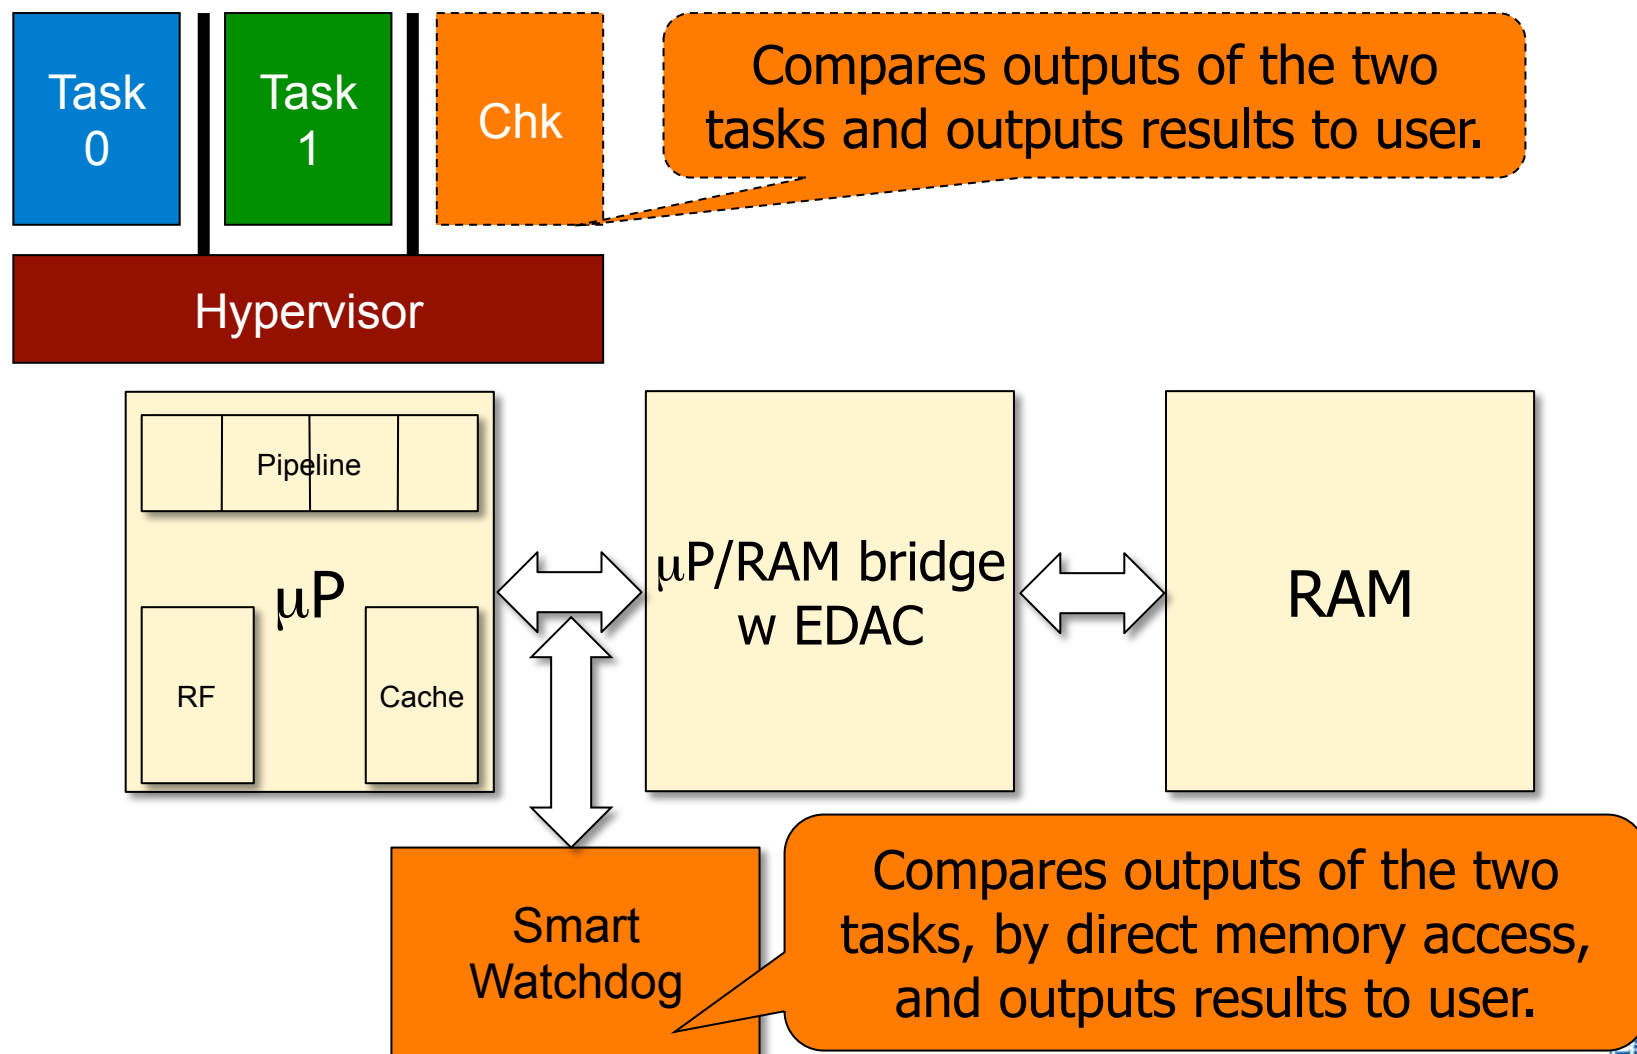 Task
0
Task
1
Chk
Compares outputs of the two
tasks and outputs results to user.
Hypervisor
Pipeline
μP
RF
Cache
μP/RAM bridge
w EDAC
RAM
Smart
Watchdog
Compares outputs of the two
tasks, by direct memory access,
and outputs results to user.